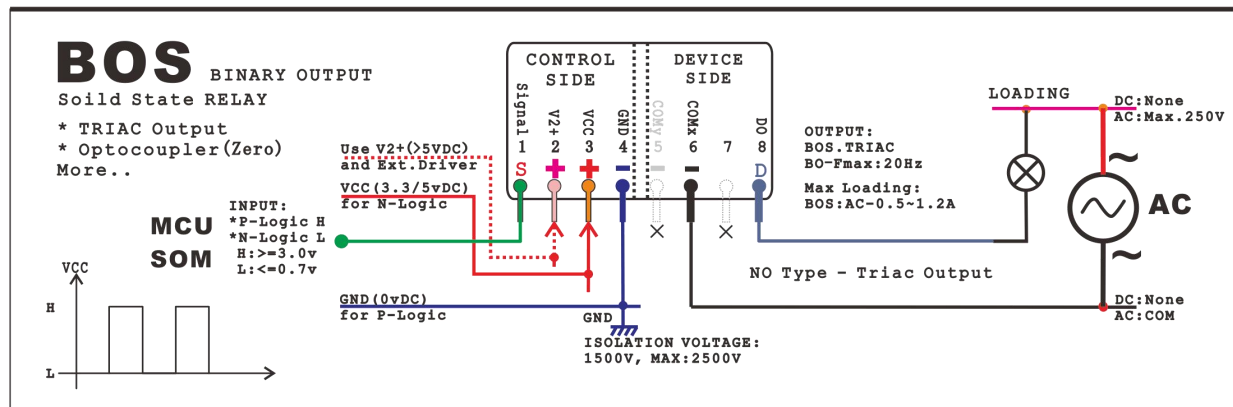 BOS BINARY OUTPUT
Soild State RELAY
* TRIAC Output
* Optocoupler(Zero)
More..
CONTROL SIDE
DEVICE SIDE
Signal 1 S
V2+ 2 +
VCC 3 +
GND 4 -
COMy 5 -
COMx 6 -
7
DO 8 D
Use V2+(>5VDC)
and Ext.Driver
VCC(3.3/5vDC)
for N-Logic
MCU
SOM
INPUT:
*P-Logic H
*N-Logic L
H:>=3.0v
L:<=0.7v
GND(0vDC)
for P-Logic
GND
ISOLATION VOLTAGE:
1500V, MAX:2500V
VCC
H
L
OUTPUT:
BOS.TRIAC
BO-Fmax:20Hz
Max Loading:
BOS:AC-0.5~1.2A
NO Type - Triac Output
LOADING
DC:None
AC:Max.250V
~
AC
~
DC:None
AC:COM